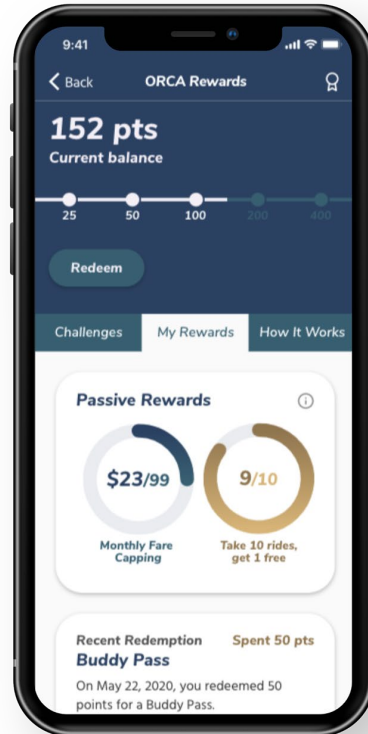 9:41
Back
ORCA Rewards
152 pts
Current balance
25 50 100 200 400
Redeem
Challenges My Rewards How It Works
Passive Rewards
$23/99
9/10
Monthly Fare
Capping
Take 10 rides,
get 1 free
Recent Redemption
Spent 50 pts
Buddy Pass
On May 22, 2020, you redeemed 50
points for a Buddy Pass.